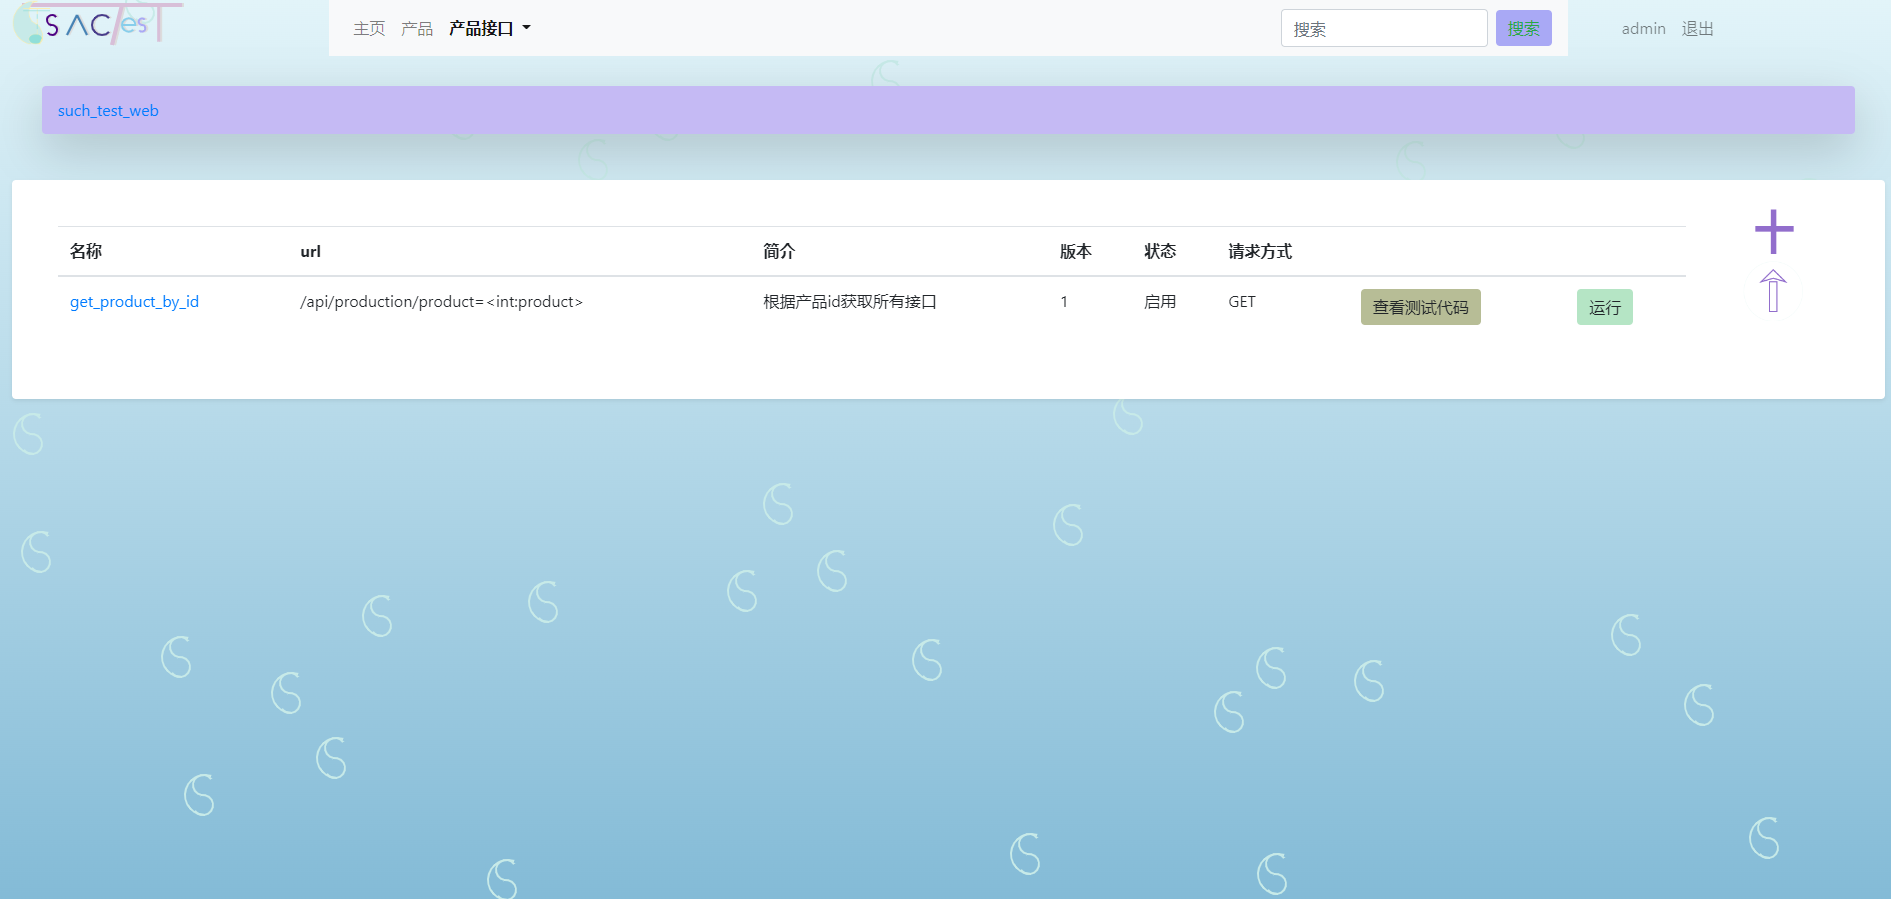 SACTesT
主页 产品 产品接口 搜索 搜索 admin 退出
such_test_web
名称 url 简介 版本 状态 请求方式
get_product_by_id /api/production/product=<int:product> 根据产品id获取所有接口 1 启用 GET 查看测试代码 运行